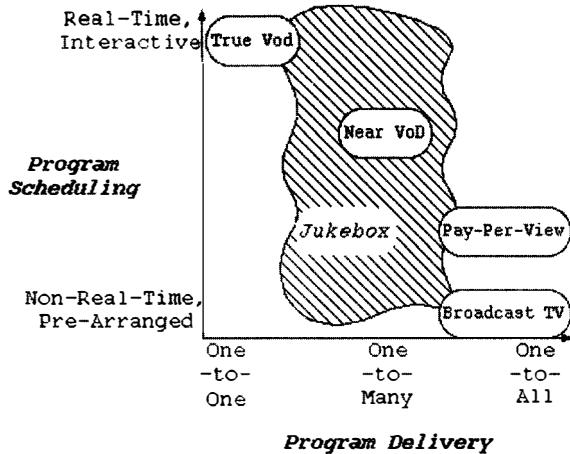 Real-Time,
Interactive
True Vod
Near VoD
Program
Scheduling
Jukebox
Pay-Per-View
Non-Real-Time,
Pre-Arranged
Broadcast TV
One
-to-
One
One
-to-
Many
One
-to-
All
Program Delivery